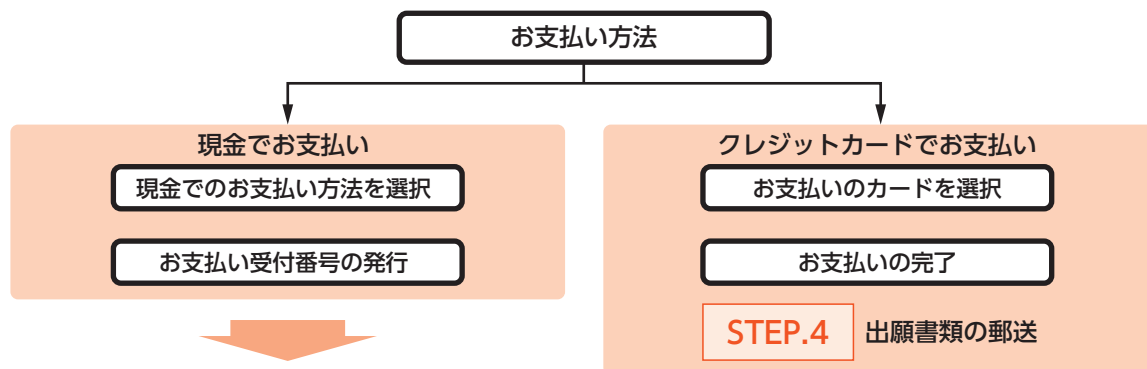 お支払い方法
現金でお支払い
現金でのお支払い方法を選択
お支払い受付番号の発行
クレジットカードでお支払い
お支払いのカードを選択
お支払いの完了
STEP.4 出願書類の郵送